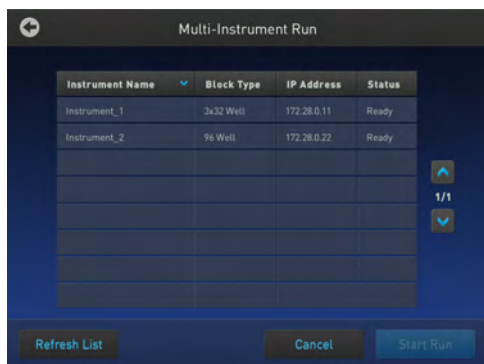 Multi-Instrument Run
Instrument Name Block Type IP Address Status
Instrument_1 3x32 Well 172.28.0.11 Ready
Instrument_2 96 Well 172.28.0.22 Ready
1/1
Refresh List Cancel Start Run